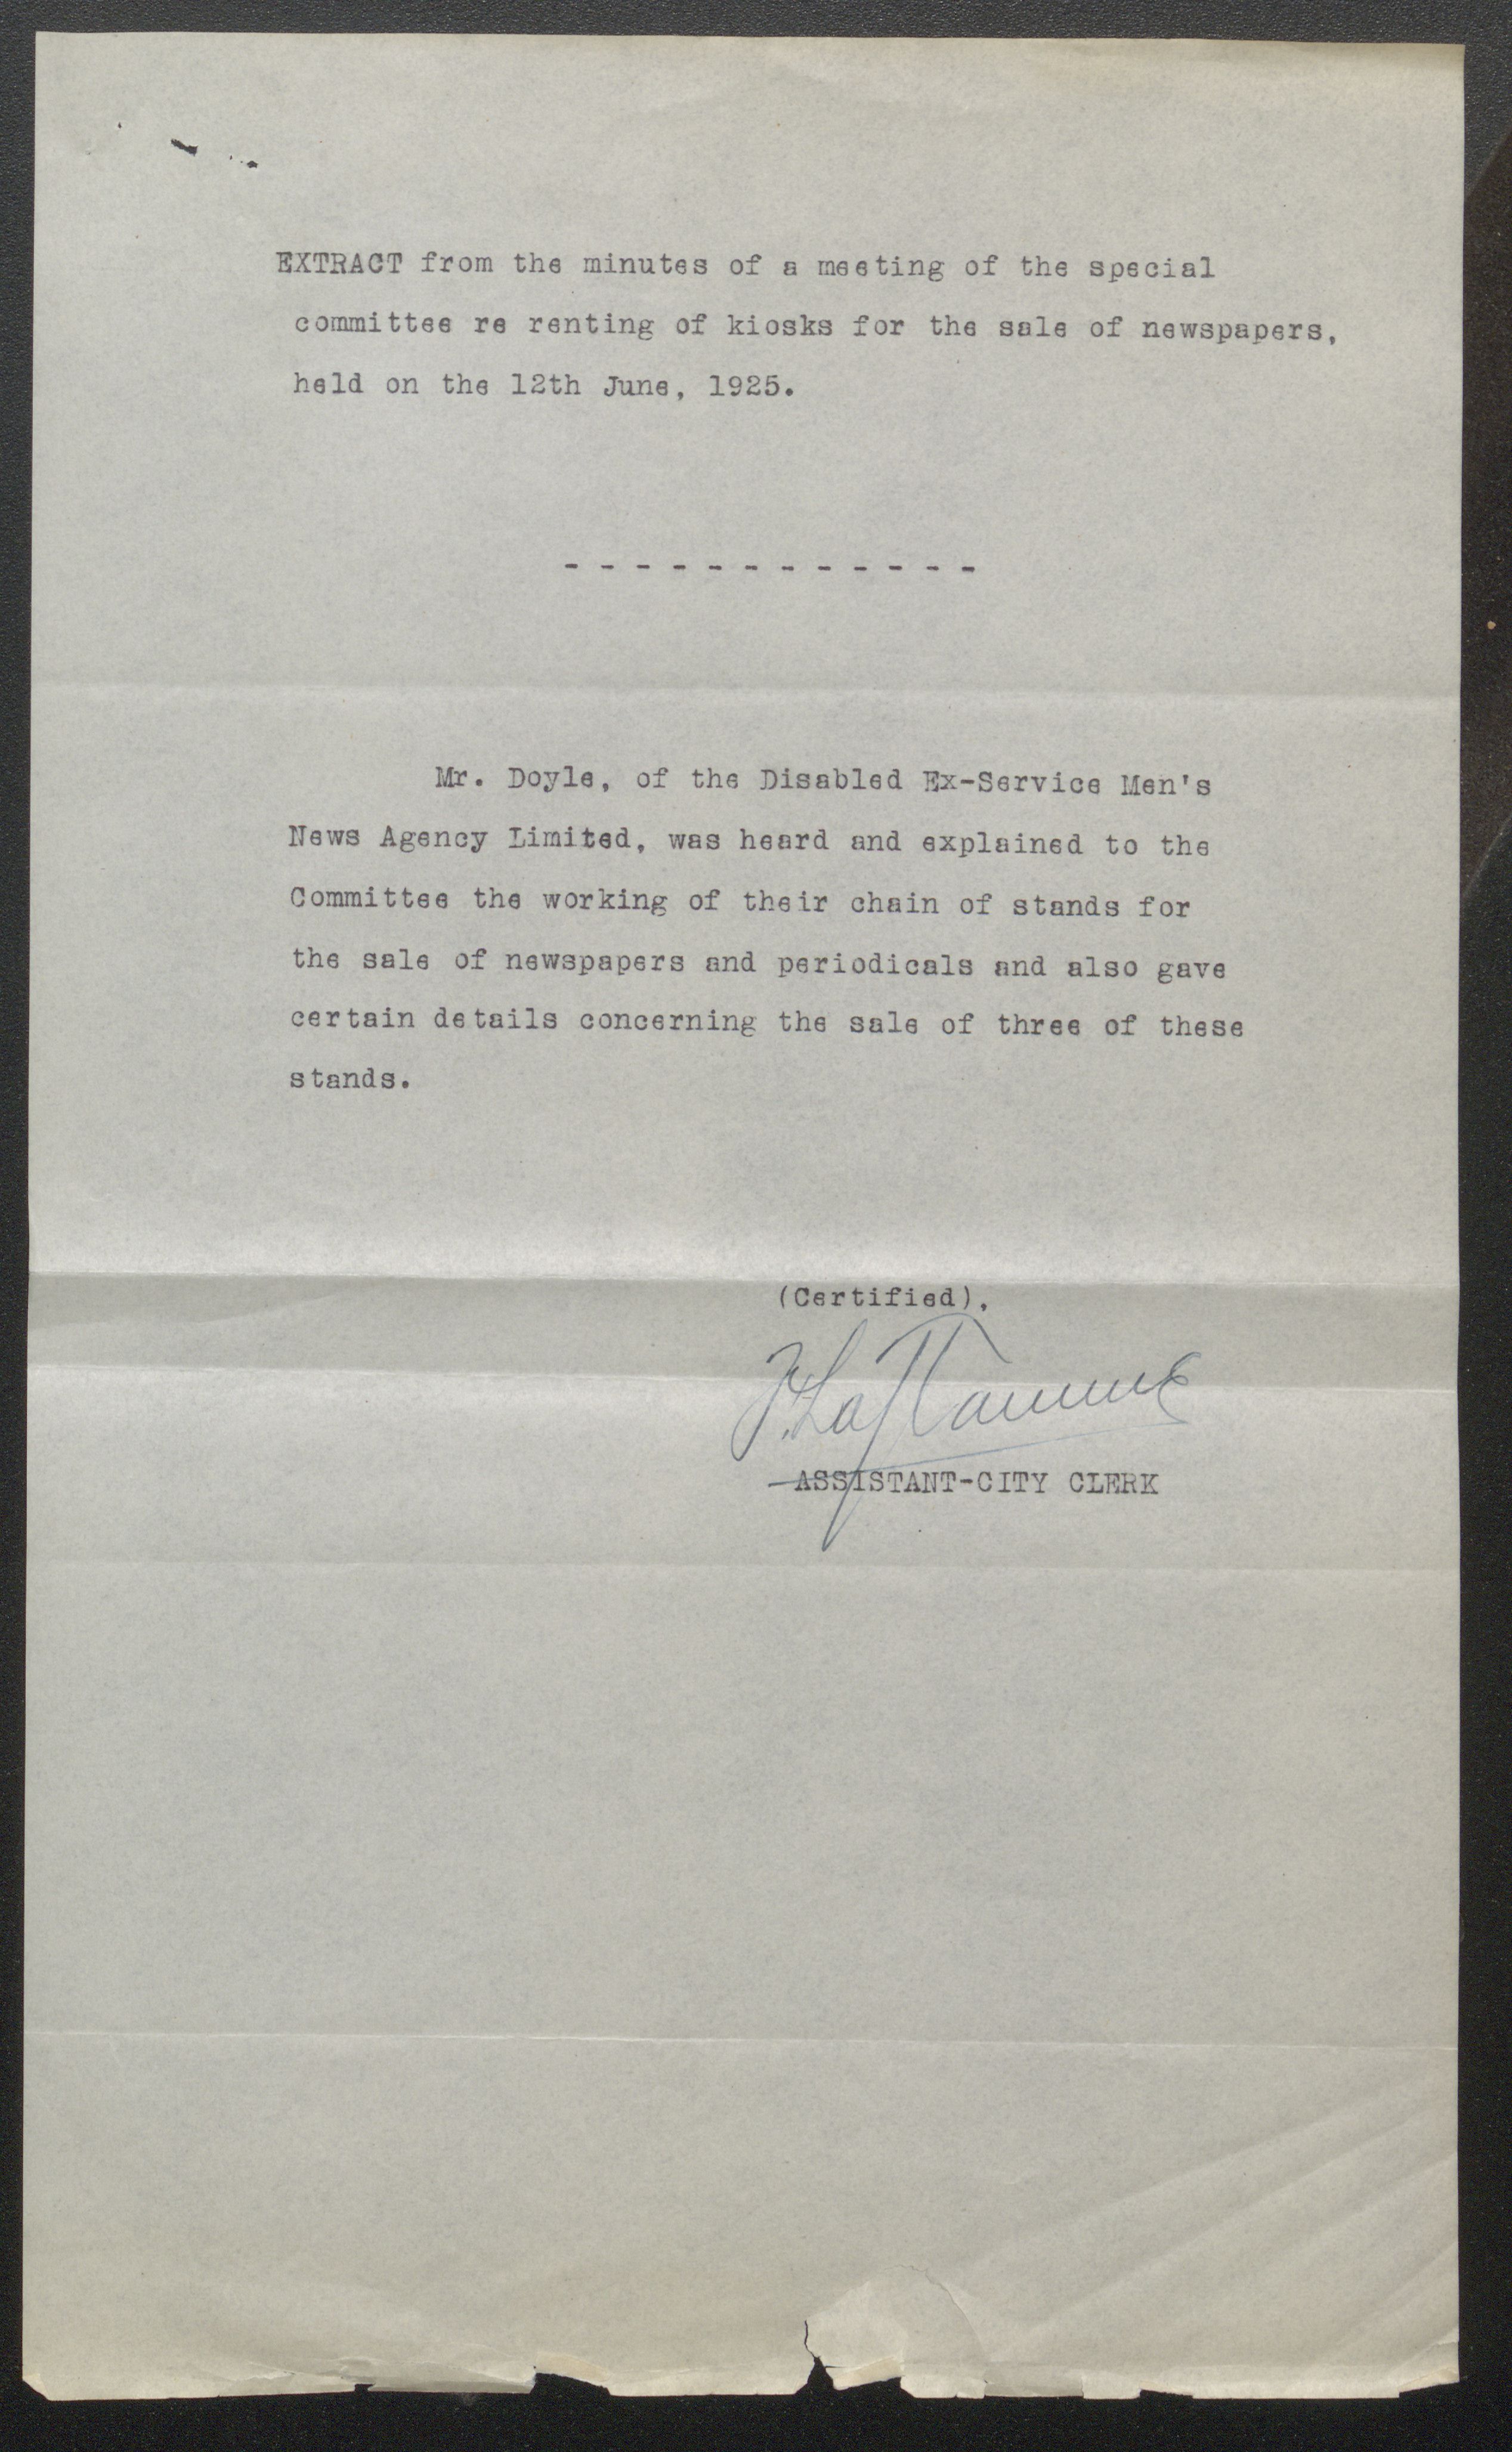 EXTRACT from the minutes of a meeting of the special
committee re renting of kiosks for the sale of newspapers,
held on the 12th June, 1925.
- - - - - - - - - - - -
Mr. Doyle, of the Disabled Ex-Service Men's
News Agency Limited, was heard and explained to the
Committee the working of their chain of stands for
the sale of newspapers and periodicals and also gave
certain details concerning the sale of three of these
stands.
(Certified),
ASSISTANT-CITY CLERK